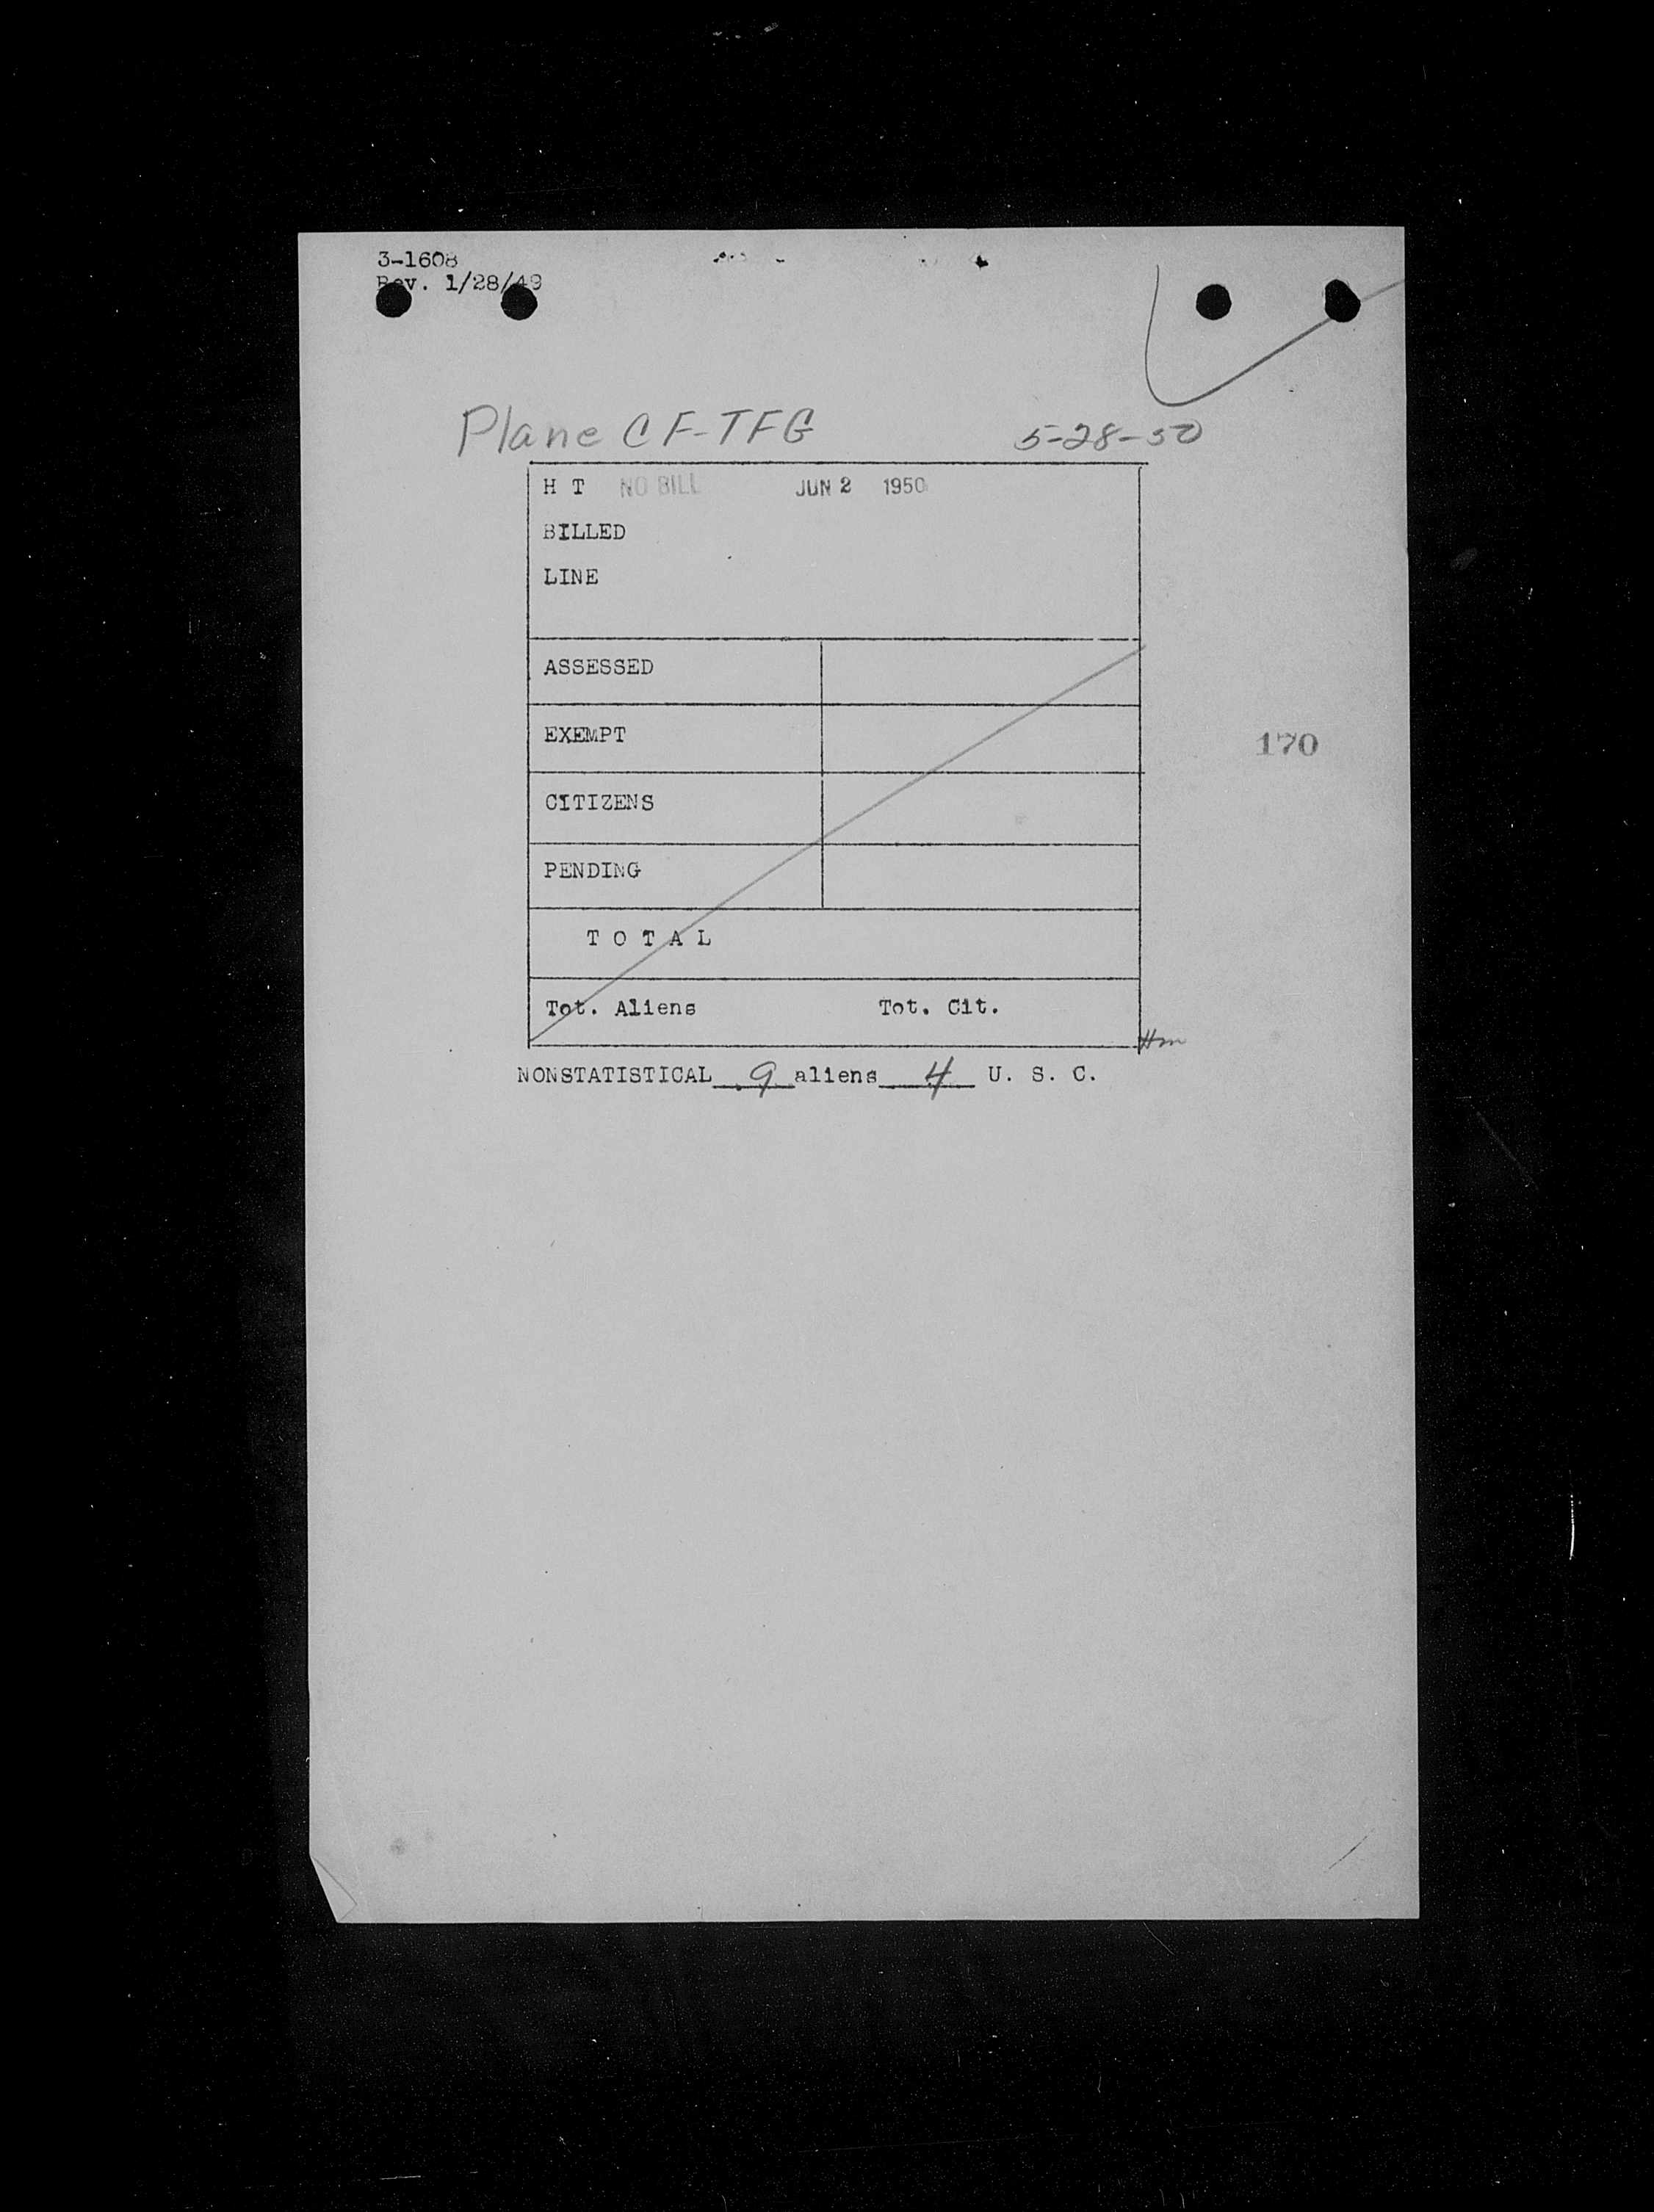 3-1608
Rev. 1/28/49
Plane CF-TFG 5-28-50
H T NO BILL JUN 2 1950
BILLED
LINE
ASSESSED
EXEMPT
170
CITIZENS
PENDING
T O T A L
Tot. Aliens Tot. Cit.
NONSTATISTICAL 9 aliens 4 U. S. C.